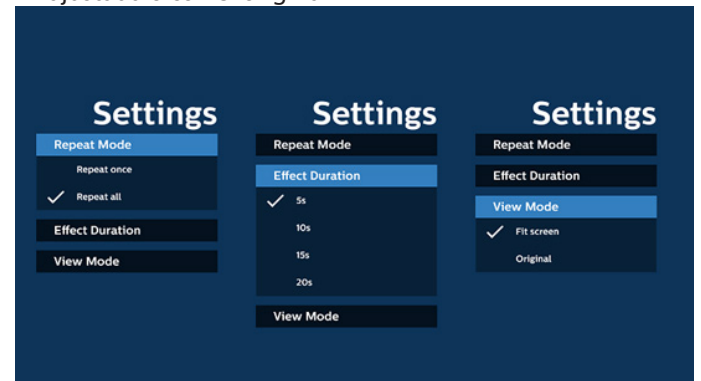 Settings
Repeat Mode
Repeat once
Repeat all
Effect Duration
View Mode
Settings
Repeat Mode
Effect Duration
5s
10s
15s
20s
View Mode
Settings
Repeat Mode
Effect Duration
View Mode
Fit screen
Original